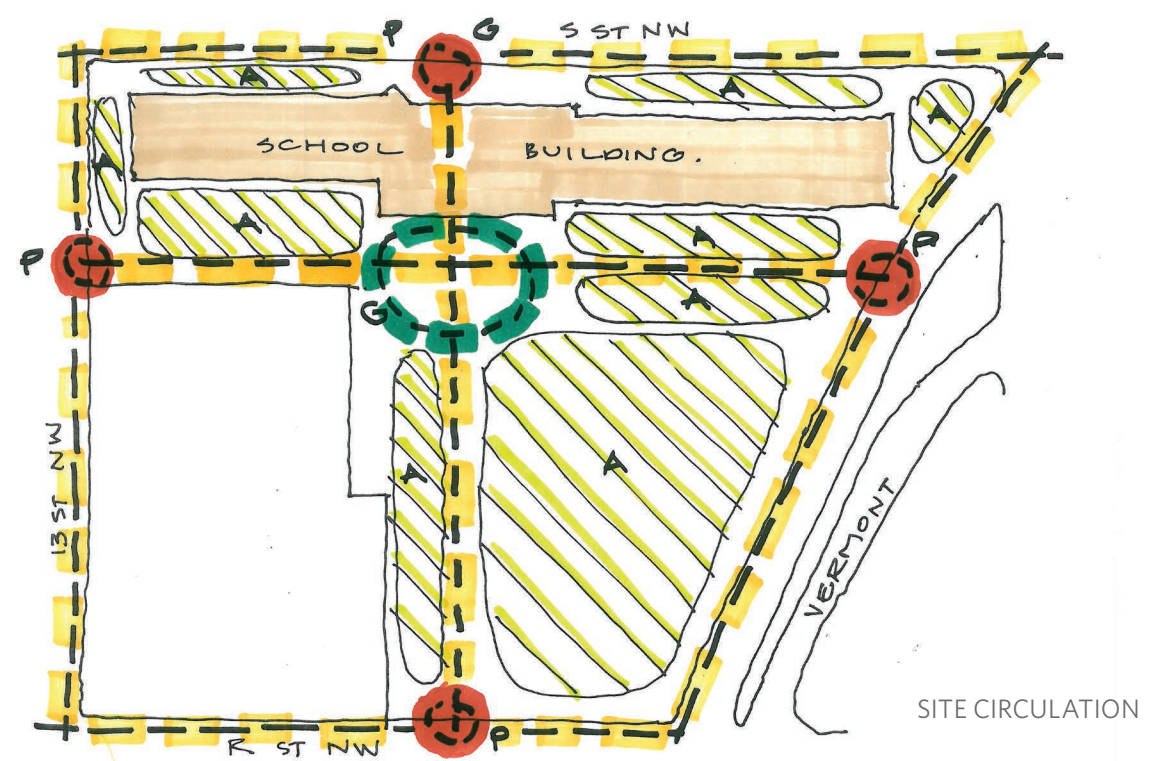 S ST NW
P G
A
A
A
SCHOOL BUILDING.
A
A
A
P
P
A
G
A
A
13 ST NW
VERMONT
SITE CIRCULATION
R ST NW
P